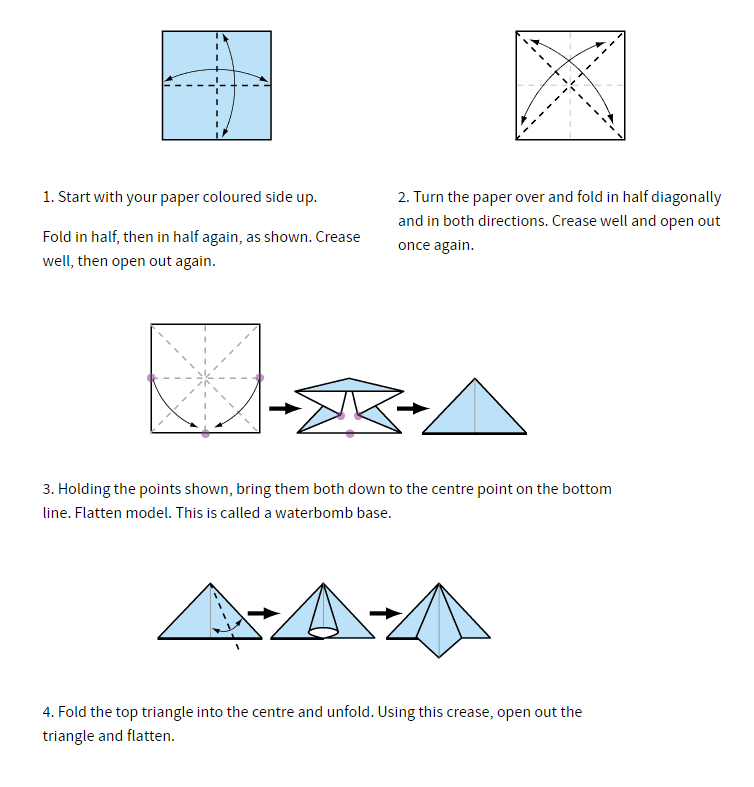 1. Start with your paper coloured side up.
Fold in half, then in half again, as shown. Crease
well, then open out again.
2. Turn the paper over and fold in half diagonally
and in both directions. Crease well and open out
once again.
3. Holding the points shown, bring them both down to the centre point on the bottom
line. Flatten model. This is called a waterbomb base.
4. Fold the top triangle into the centre and unfold. Using this crease, open out the
triangle and flatten.